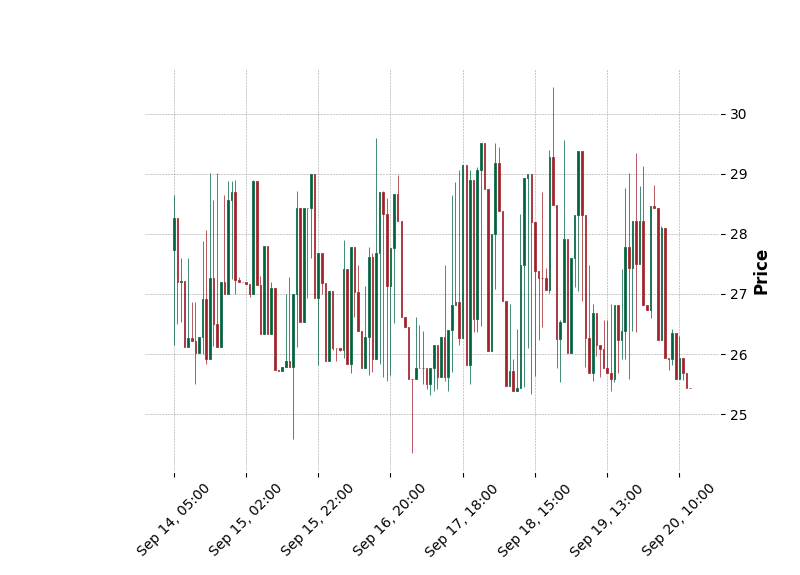 30
29
28
27
26
25
Price
Sep 14, 05:00
Sep 15, 02:00
Sep 15, 22:00
Sep 16, 20:00
Sep 17, 18:00
Sep 18, 15:00
Sep 19, 13:00
Sep 20, 10:00